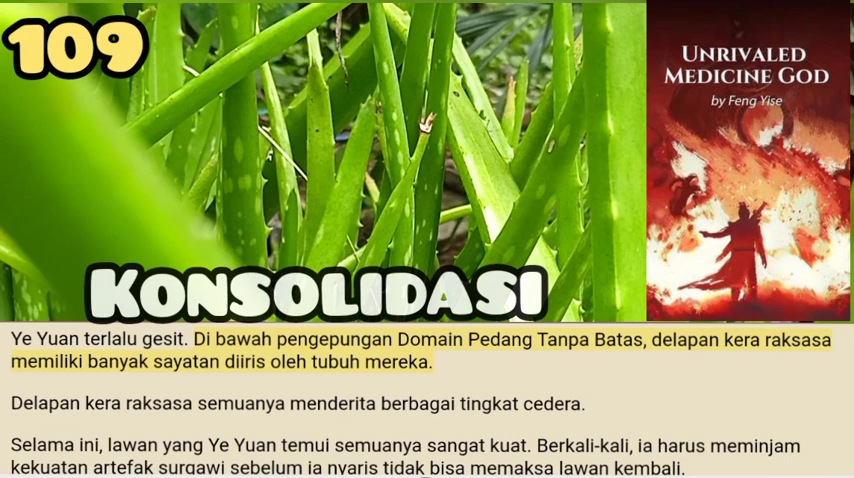 109
UNRIVALED
MEDICINE GOD
by Feng Yise
KONSOLIDASI
Ye Yuan terlalu gesit. Di bawah pengepungan Domain Pedang Tanpa Batas, delapan kera raksasa
memiliki banyak sayatan diiris oleh tubuh mereka.
Delapan kera raksasa semuanya menderita berbagai tingkat cedera.
Selama ini, lawan yang Ye Yuan temui semuanya sangat kuat. Berkali-kali, ia harus meminjam
kekuatan artefak surgawi sebelum ia nyaris tidak bisa memaksa lawan kembali.